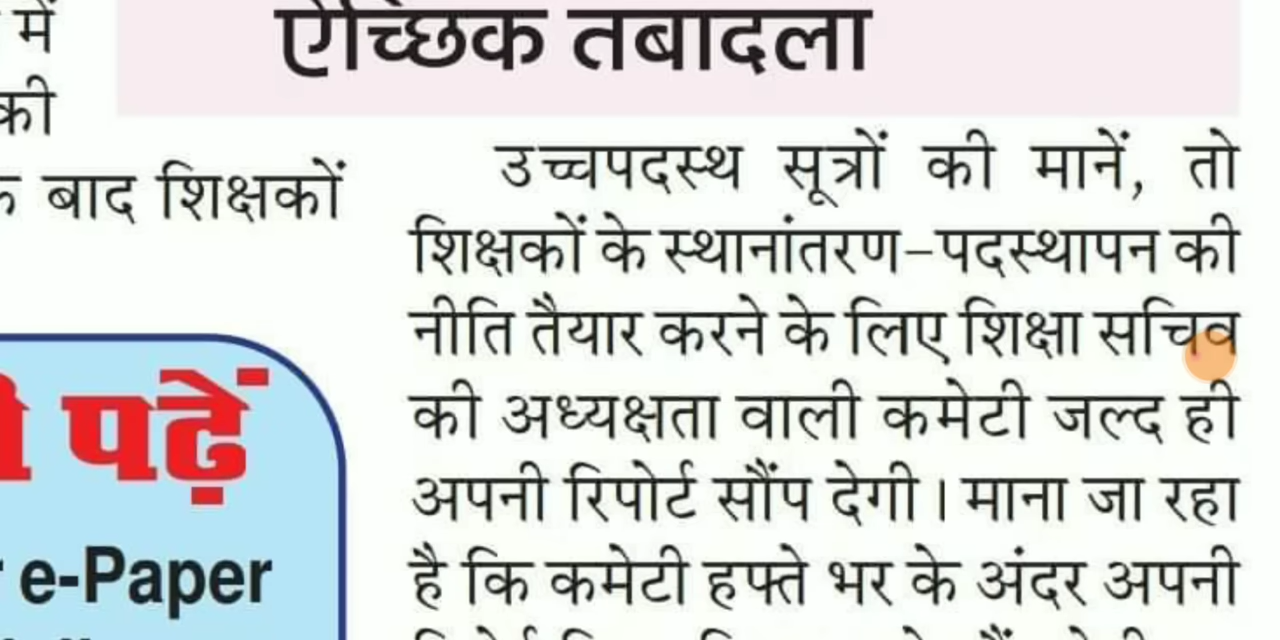 में
की
बाद शिक्षकों
ऐच्छिक तबादला
उच्चपदस्थ सूत्रों की मानें, तो
शिक्षकों के स्थानांतरण-पदस्थापन की
नीति तैयार करने के लिए शिक्षा सचिव
की अध्यक्षता वाली कमेटी जल्द ही
अपनी रिपोर्ट सौंप देगी। माना जा रहा
है कि कमेटी हफ्ते भर के अंदर अपनी
पढ़ें
e-Paper